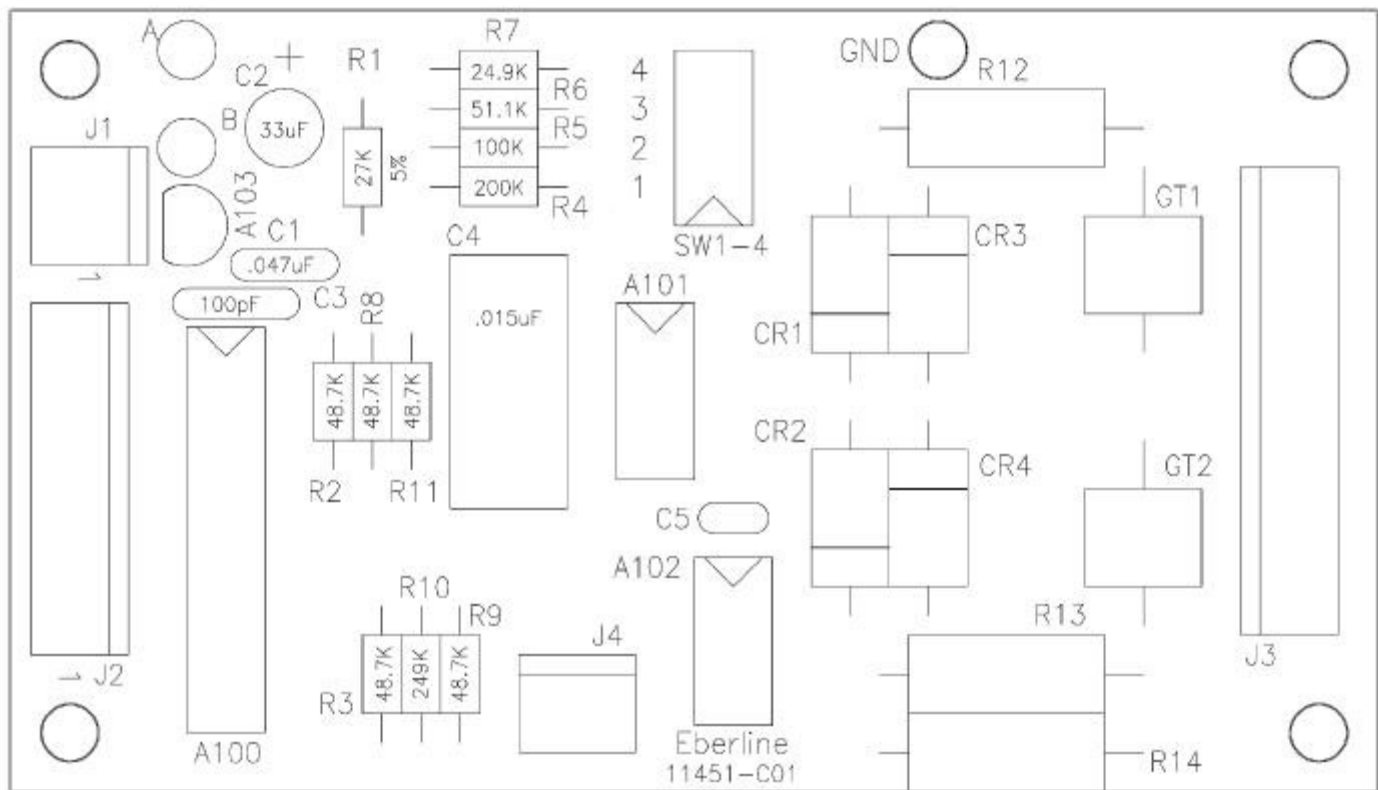 A
C2
+
R1
R7
24.9K
R6
51.1K
R5
100K
200K
R4
4
3
2
1
SW1-4
GND
R12
J1
B
33uF
27K
5%
A103
C1
.047uF
100pF
C3
1
C4
.015uF
A101
CR1
CR3
GT1
R8
48.7K
48.7K
48.7K
R2
R11
CR2
CR4
GT2
C5
A102
R10
R9
48.7K
249K
48.7K
R3
J4
R13
J3
1
J2
A100
Eberline
11451-C01
R14